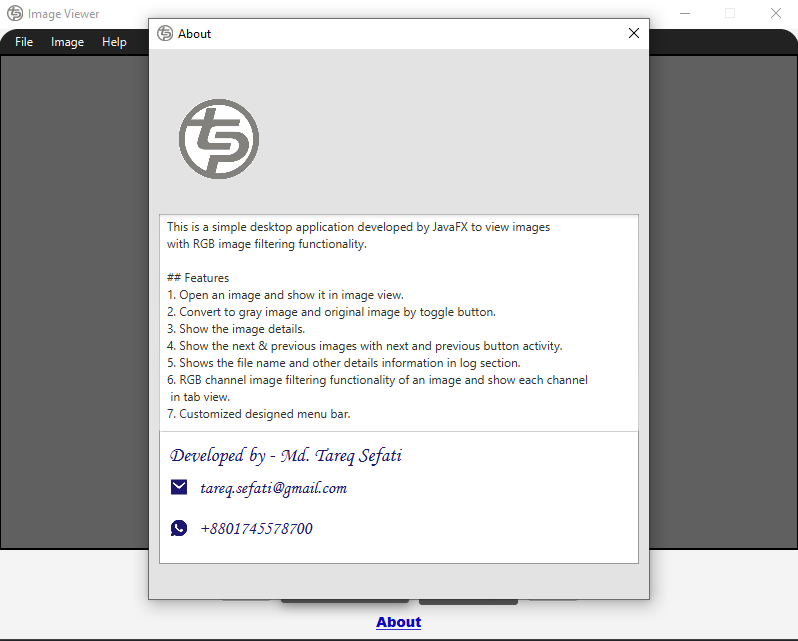 Image Viewer
File Image Help
About
tsp
This is a simple desktop application developed by JavaFX to view images
with RGB image filtering functionality.
## Features
1. Open an image and show it in image view.
2. Convert to gray image and original image by toggle button.
3. Show the image details.
4. Show the next & previous images with next and previous button activity.
5. Shows the file name and other details information in log section.
6. RGB channel image filtering functionality of an image and show each channel
in tab view.
7. Customized designed menu bar.
Developed by - Md. Tareq Sefati
tareq.sefati@gmail.com
+8801745578700
About